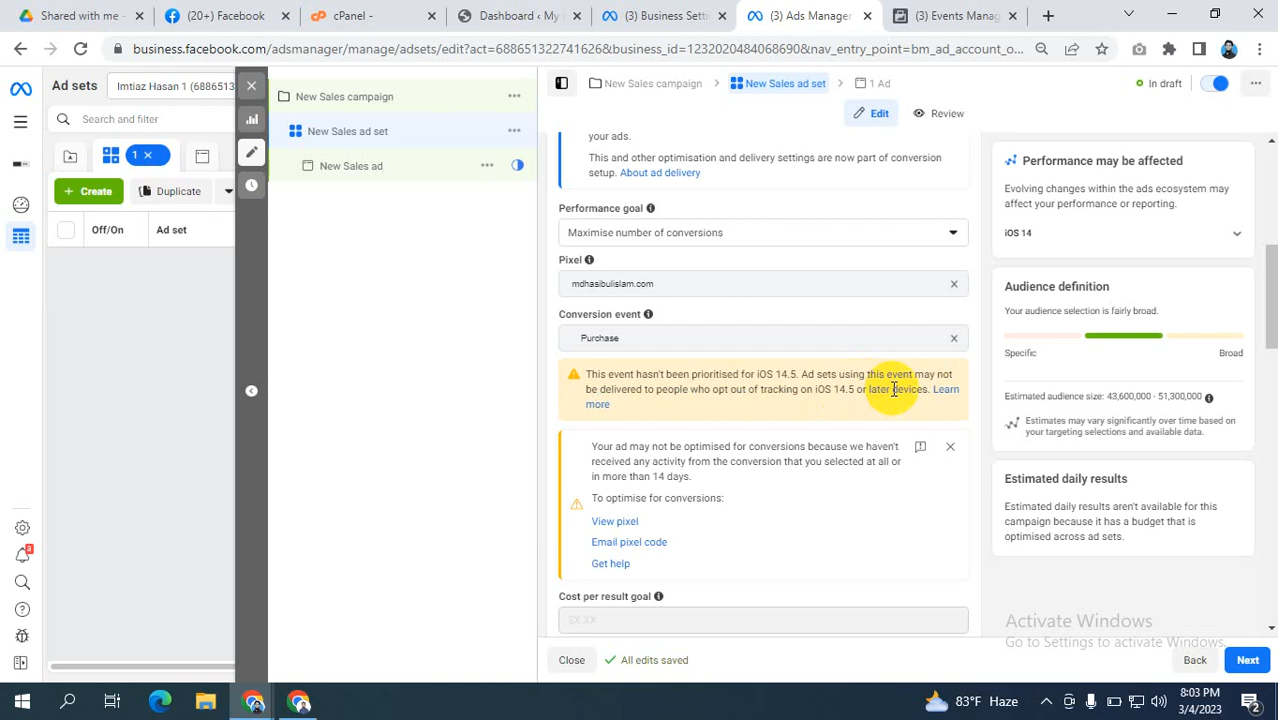 Shared with me -
(20+) Facebook
cPanel -
Dashboard ‹ My
(3) Business Setti
(3) Ads Manager
(3) Events Manag
business.facebook.com/adsmanager/manage/adsets/edit?act=688651322741626&business_id=123202048406869
0&nav_entry_point=bm_ad_account_o...
Ad sets
Imtiaz Hasan 1 (6886513227
Search and filter
1
Create
Duplicate
Off/On
Ad set
New Sales campaign
New Sales ad set
New Sales ad
New Sales campaign
New Sales ad set
1 Ad
In draft
Edit
Review
your ads.
This and other optimisation and delivery settings are now part of conversion
setup. About ad delivery
Performance goal
Maximise number of conversions
Pixel
mdhasibulislam.com
Conversion event
Purchase
This event hasn't been prioritised for iOS 14.5. Ad sets using this event may not
be delivered to people who opt out of tracking on iOS 14.5 or later devices. Learn
more
Your ad may not be optimised for conversions because we haven't
received any activity from the conversion that you selected at all or
in more than 14 days.
To optimise for conversions:
View pixel
Email pixel code
Get help
Cost per result goal
$X.XX
Close
All edits saved
Back
Next
Performance may be affected
Evolving changes within the ads ecosystem may
affect your performance or reporting.
iOS 14
Audience definition
Your audience selection is fairly broad.
Specific
Broad
Estimated audience size: 43,600,000 - 51,300,000
Estimates may vary significantly over time based on
your targeting selections and available data.
Estimated daily results
Estimated daily results aren't available for this
campaign because it has a budget that is
optimised across ad sets.
Activate Windows
Go to Settings to activate Windows.
83°F Haze
8:03 PM
3/4/2023
2